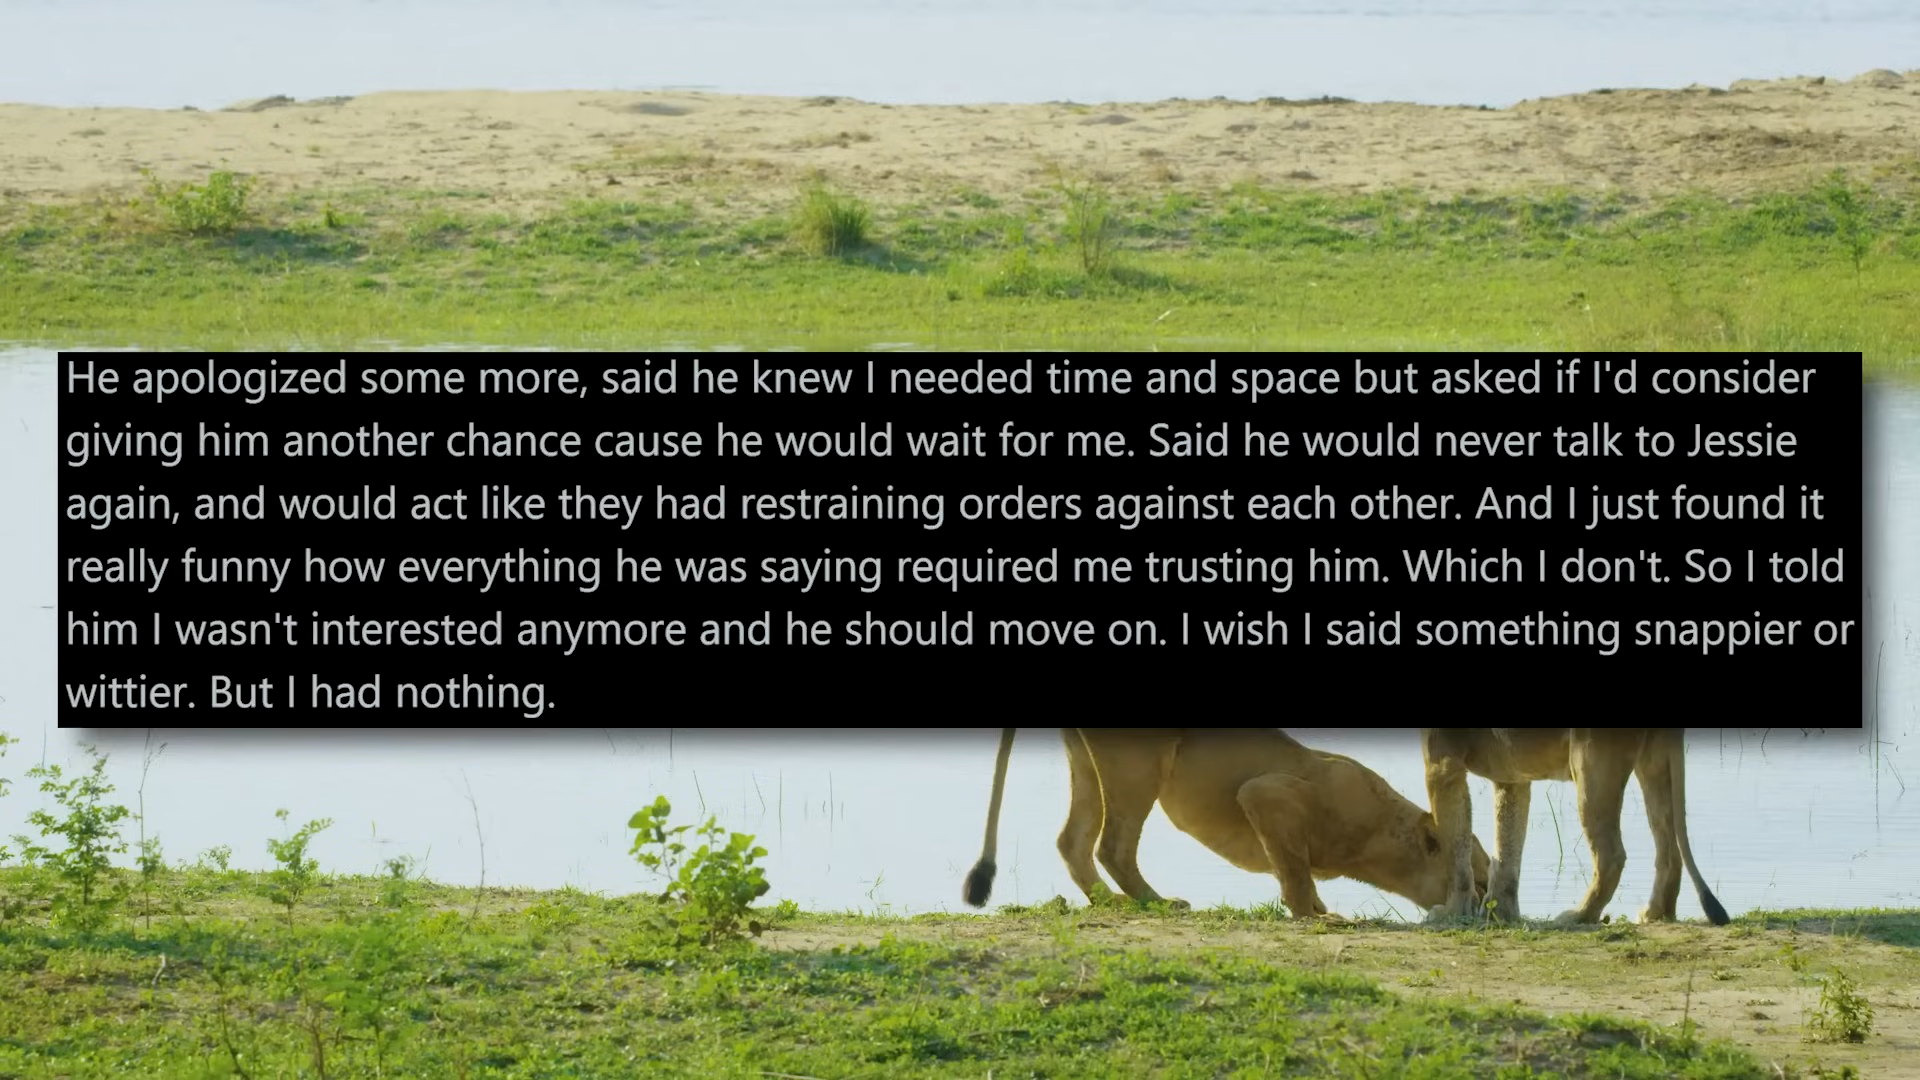 He apologized some more, said he knew I needed time and space but asked if I'd consider
giving him another chance cause he would wait for me. Said he would never talk to Jessie
again, and would act like they had restraining orders against each other. And I just found it
really funny how everything he was saying required me trusting him. Which I don't. So I told
him I wasn't interested anymore and he should move on. I wish I said something snappier or
wittier. But I had nothing.